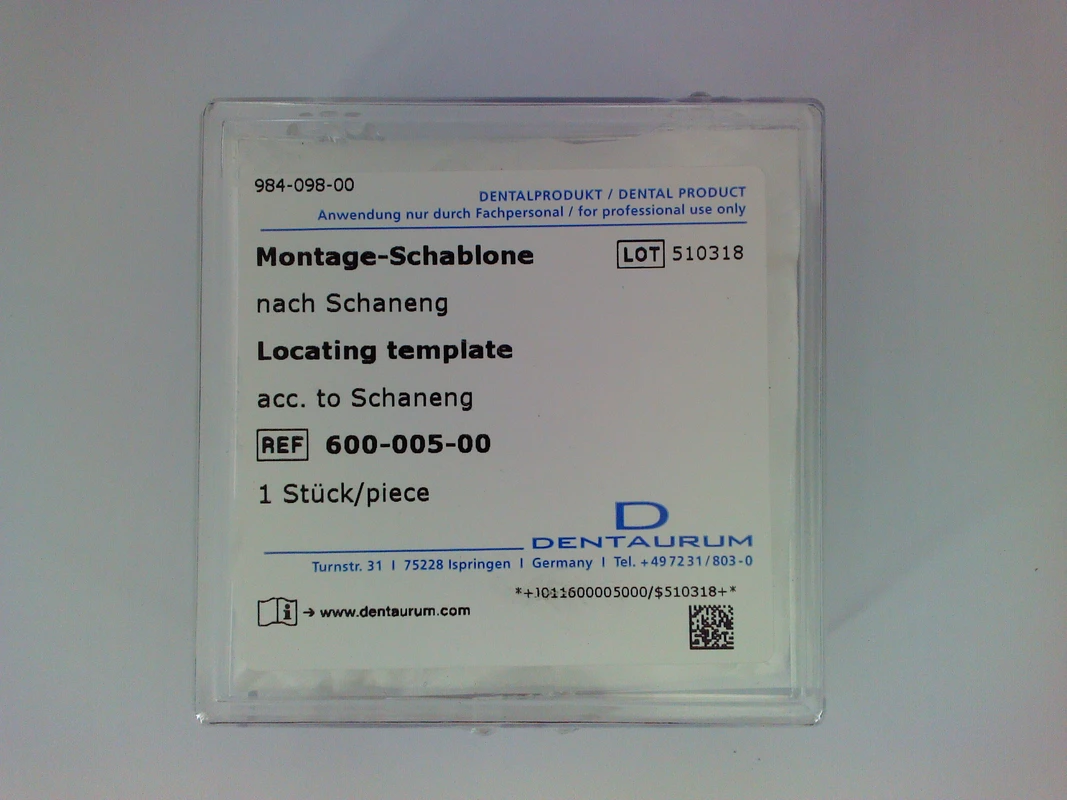 984-098-00
DENTALPRODUKT / DENTAL PRODUCT
Anwendung nur durch Fachpersonal / for professional use only
Montage-Schablone
LOT 510318
nach Schaneng
Locating template
acc. to Schaneng
REF 600-005-00
1 Stück/piece
D
DENTAURUM
Turnstr. 31 I 75228 Ispringen I Germany I Tel. +497231/803-0
*+J011600005000/$510318+*
i → www.dentaurum.com